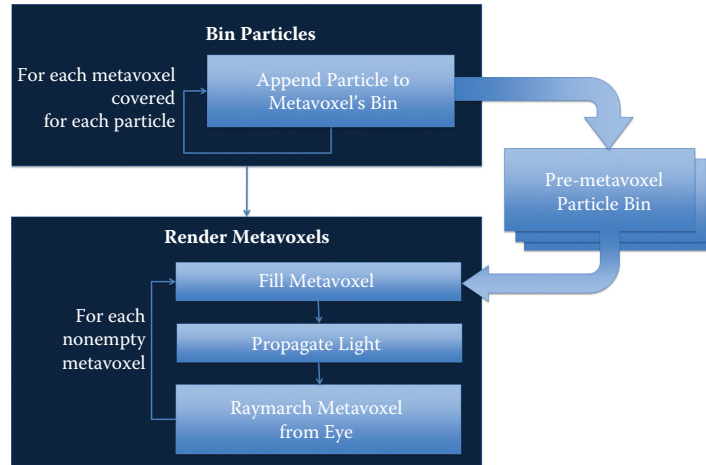 Bin Particles
For each metavoxel
covered
for each particle
Append Particle to
Metavoxel's Bin
Pre-metavoxel
Particle Bin
Render Metavoxels
For each
nonempty
metavoxel
Fill Metavoxel
Propagate Light
Raymarch Metavoxel
from Eye